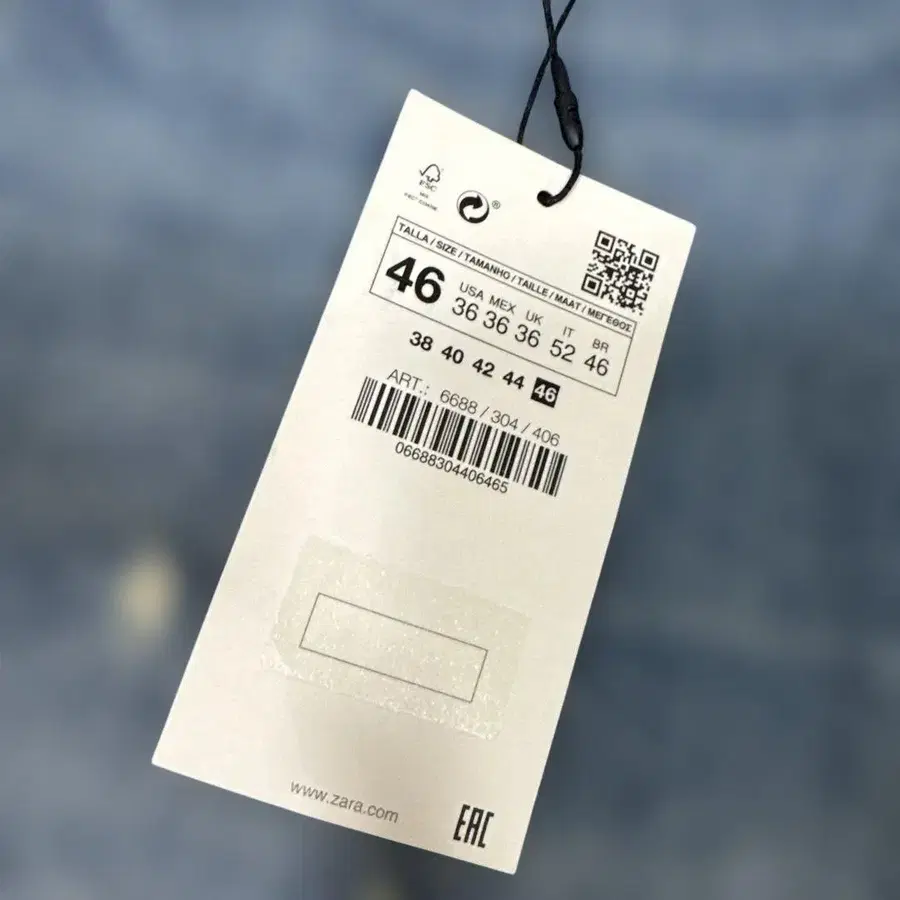 FSC
MIX
®
TALLA / SIZE / TAMANHO / TAILLE / MAAT / ΜΕΓΕΘΟΣ
46
USA MEX UK IT BR
36 36 36 52 46
38 40 42 44 46
ART.: 6688 / 304 / 406
06688304406465
www.zara.com
EAC